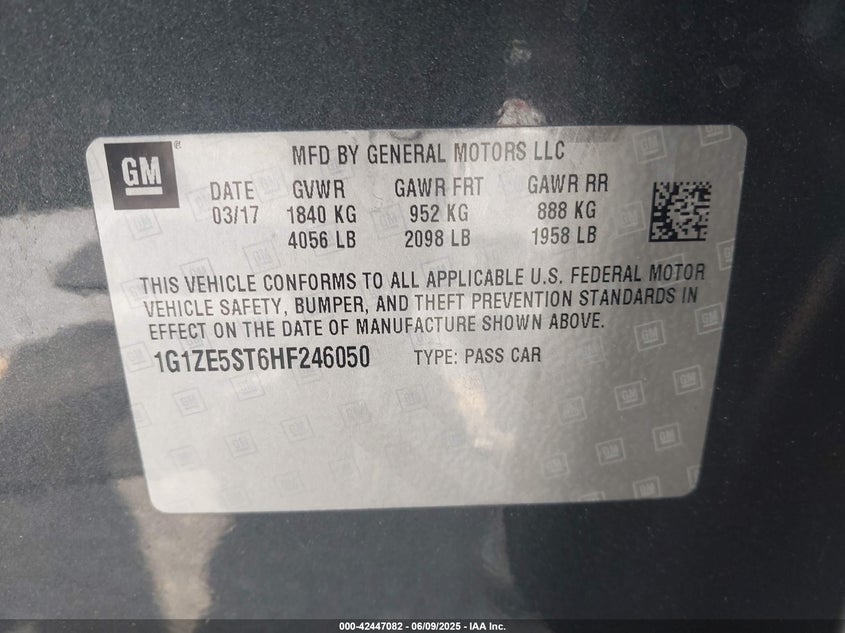 GM
MFD BY GENERAL MOTORS LLC
DATE GVWR GAWR FRT GAWR RR
03/17 1840 KG 952 KG 888 KG
4056 LB 2098 LB 1958 LB
THIS VEHICLE CONFORMS TO ALL APPLICABLE U.S. FEDERAL MOTOR
VEHICLE SAFETY, BUMPER, AND THEFT PREVENTION STANDARDS IN
EFFECT ON THE DATE OF MANUFACTURE SHOWN ABOVE.
1G1ZE5ST6HF246050 TYPE: PASS CAR
000-42447082 - 06/09/2025 - IAA Inc.